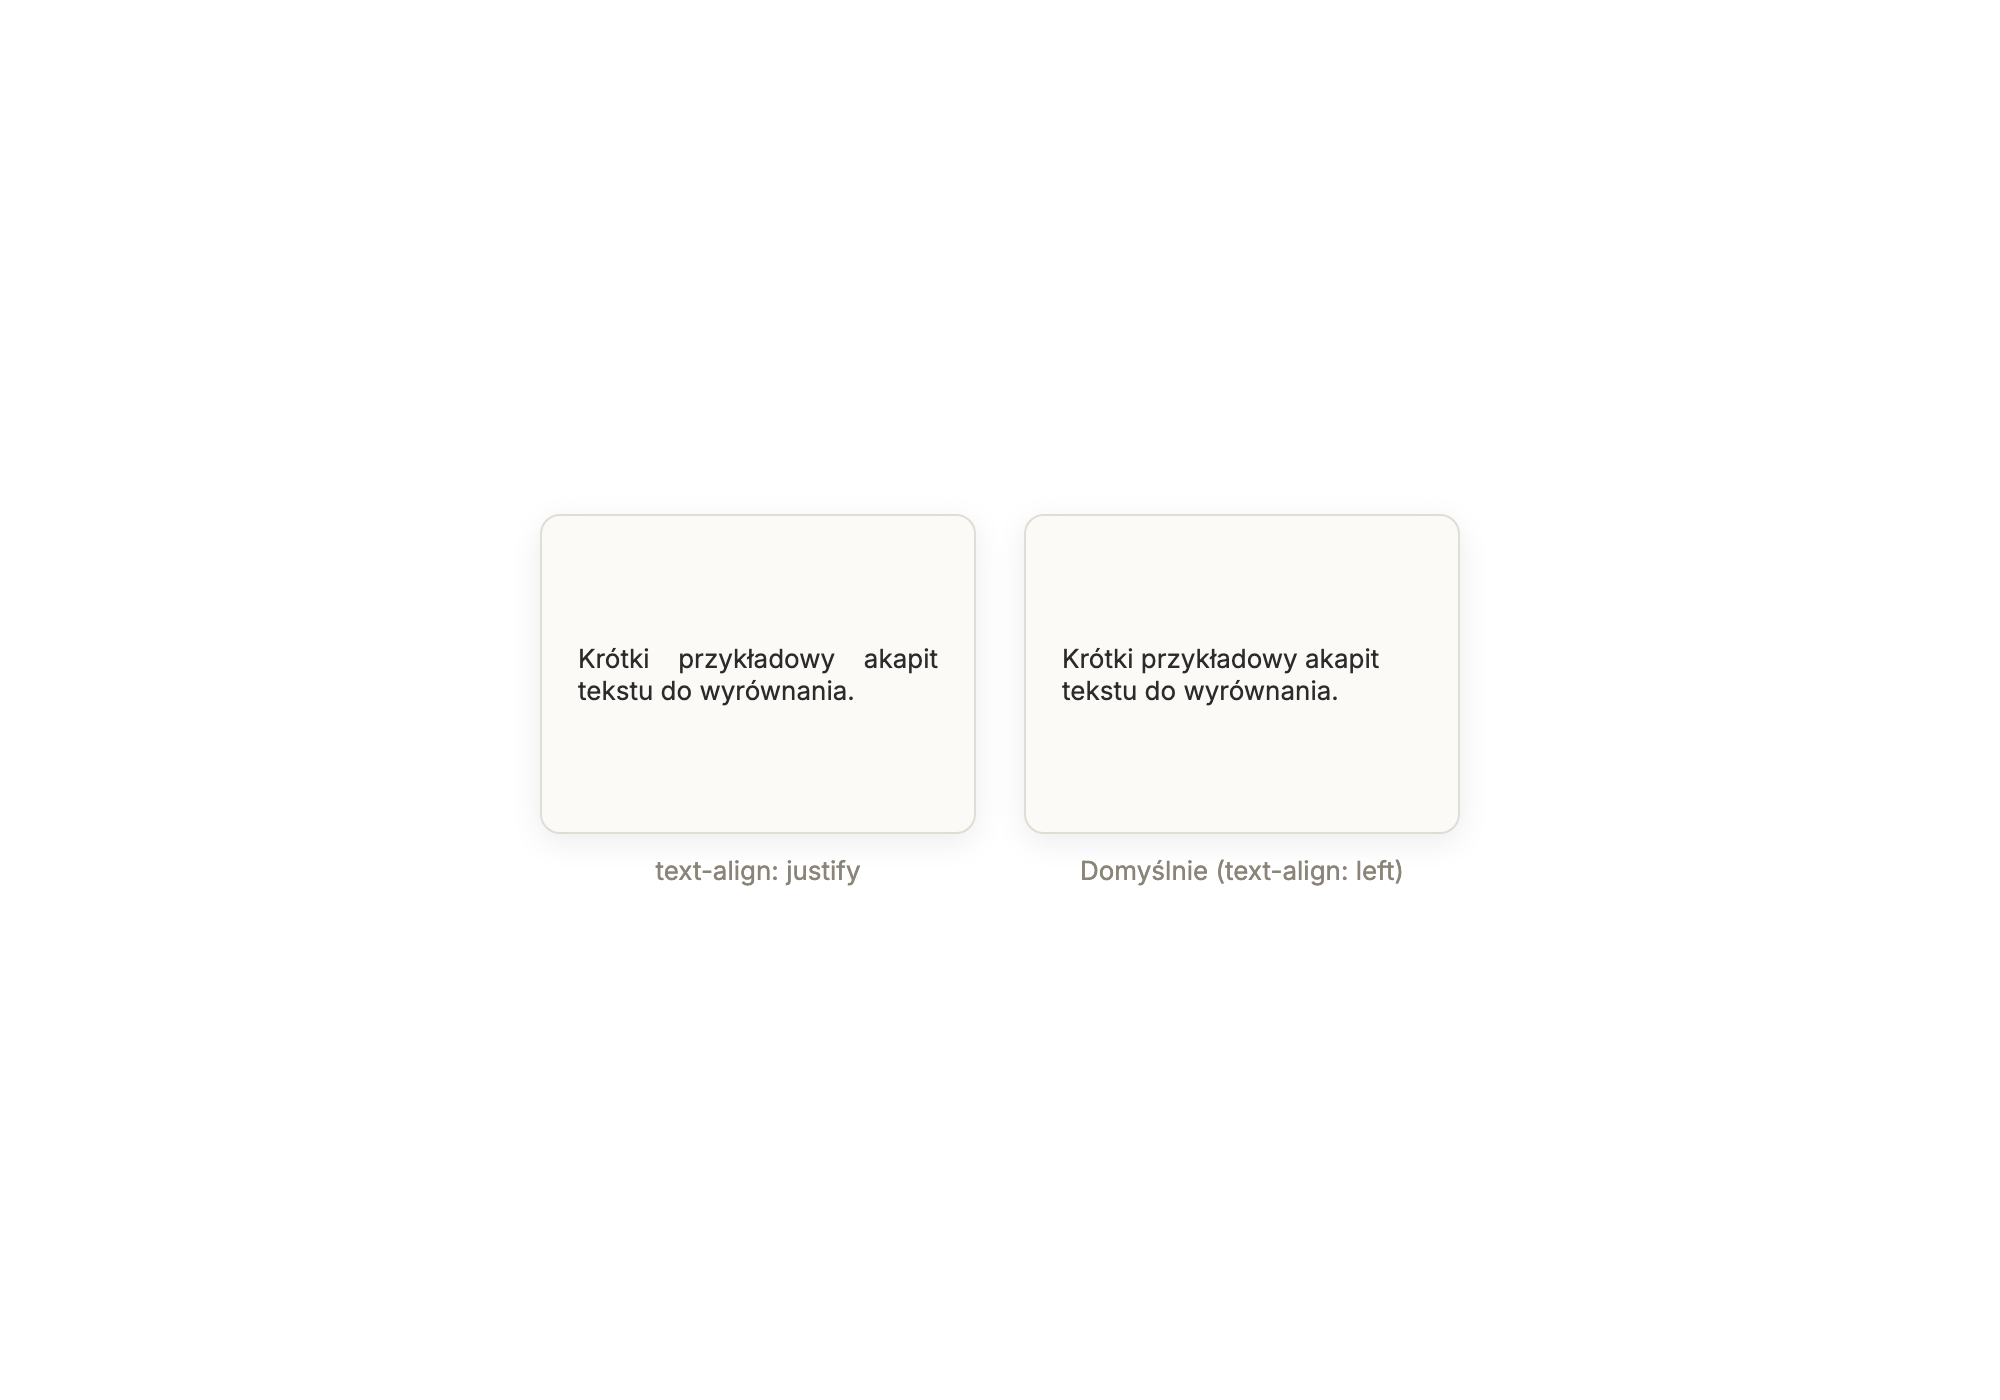 Krótki przykładowy akapit
tekstu do wyrównania.
text-align: justify
Krótki przykładowy akapit
tekstu do wyrównania.
Domyślnie (text-align: left)